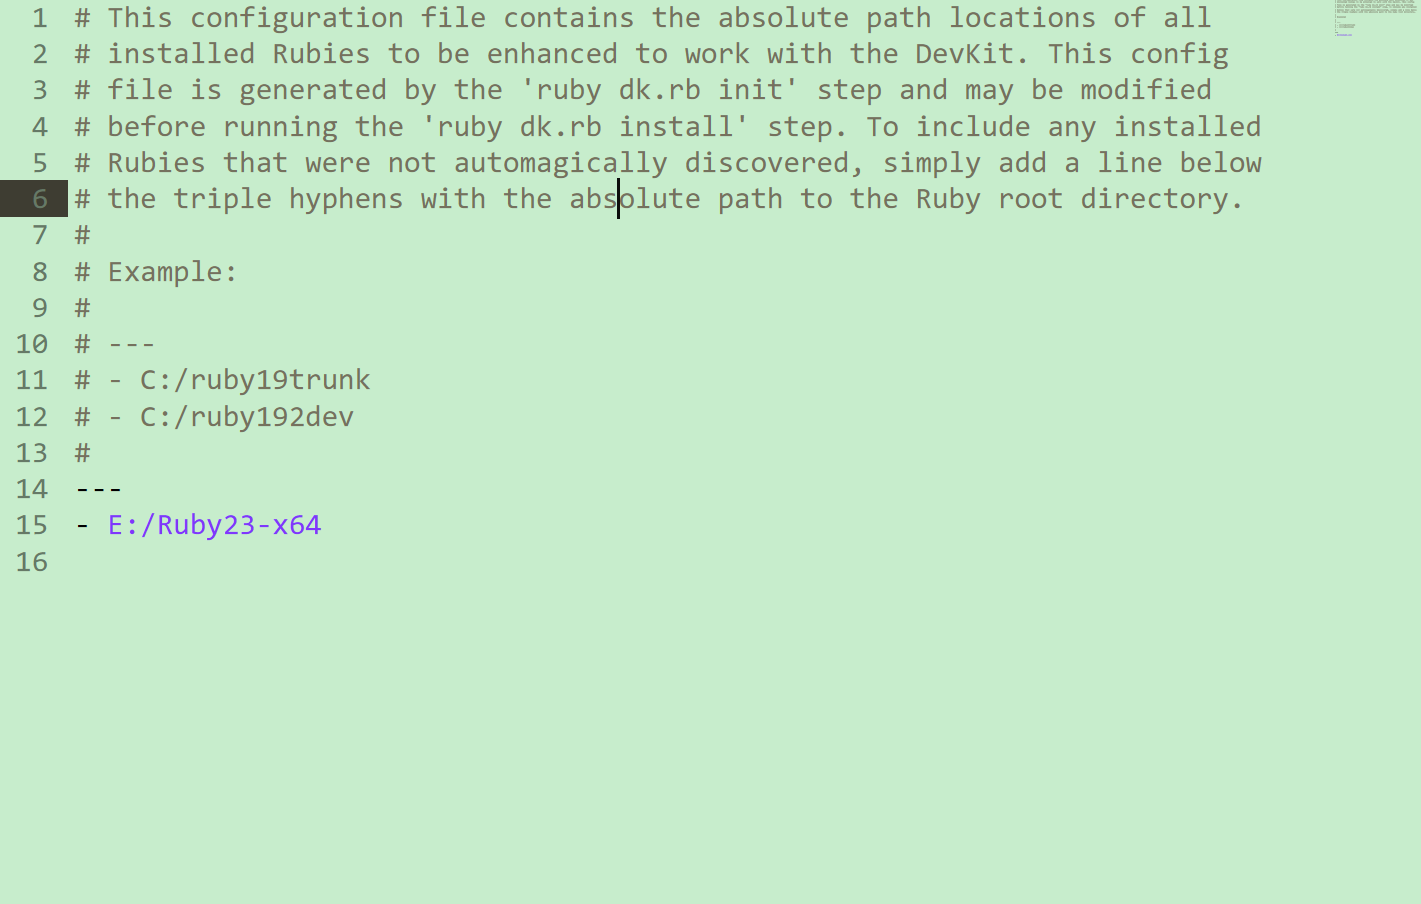 1 # This configuration file contains the absolute path locations of all
2 # installed Rubies to be enhanced to work with the DevKit. This config
3 # file is generated by the 'ruby dk.rb init' step and may be modified
4 # before running the 'ruby dk.rb install' step. To include any installed
5 # Rubies that were not automagically discovered, simply add a line below
6 # the triple hyphens with the absolute path to the Ruby root directory.
7 #
8 # Example:
9 #
10 # ---
11 # - C:/ruby19trunk
12 # - C:/ruby192dev
13 #
14 ---
15 - E:/Ruby23-x64
16